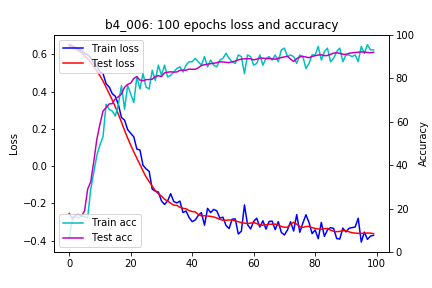 b4_006: 100 epochs loss and accuracy
Train loss
Test loss
Train acc
Test acc
Loss
Accuracy
0.6
0.4
0.2
0.0
−0.2
−0.4
100
80
60
40
20
0
0 20 40 60 80 100